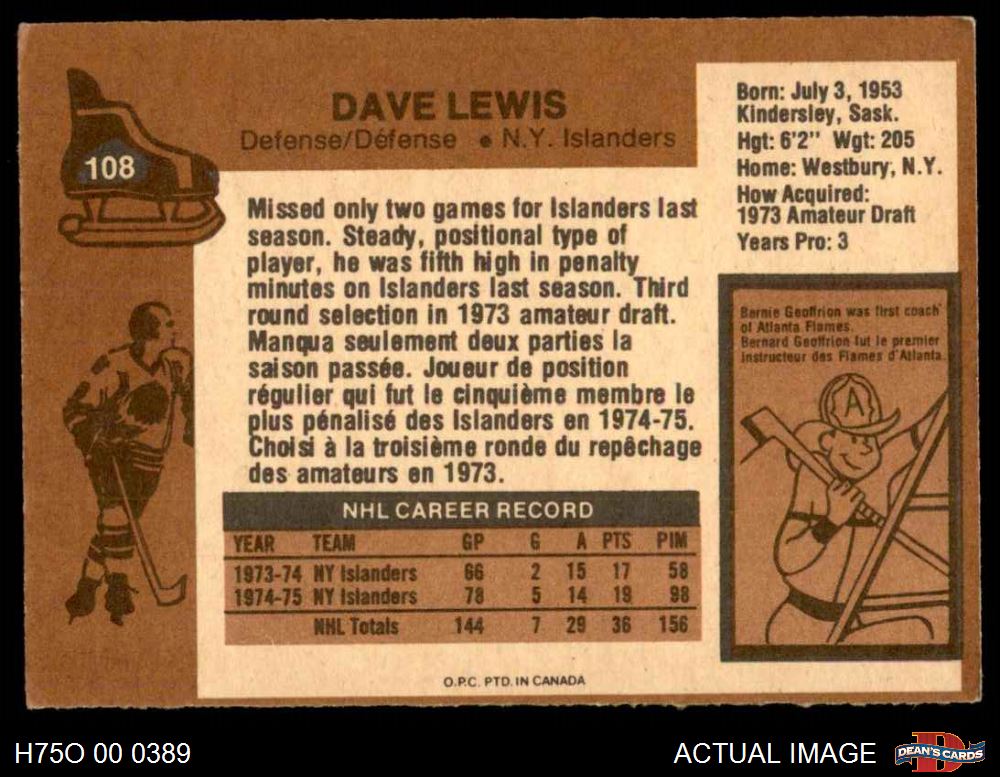 108
DAVE LEWIS
Defense/Défense • N.Y. Islanders
Born: July 3, 1953
Kindersley, Sask.
Hgt: 6'2" Wgt: 205
Home: Westbury, N.Y.
How Acquired:
1973 Amateur Draft
Years Pro: 3
Missed only two games for Islanders last
season. Steady, positional type of
player, he was fifth high in penalty
minutes on Islanders last season. Third
round selection in 1973 amateur draft.
Manqua seulement deux parties la
saison passée. Joueur de position
régulier qui fut le cinquième membre le
plus pénalisé des Islanders en 1974-75.
Choisi à la troisième ronde du repêchage
des amateurs en 1973.
Bernie Geoffrion was first coach
of Atlanta Flames.
Bernard Geoffrion fut le premier
instructeur des Flames d'Atlanta.
A
NHL CAREER RECORD
YEAR TEAM GP G A PTS PIM
1973-74 NY Islanders 66 2 15 17 58
1974-75 NY Islanders 78 5 14 19 98
NHL Totals 144 7 29 36 156
O.P.C. PTD. IN CANADA
H75O 00 0389
ACTUAL IMAGE
D
DEAN'S CARDS